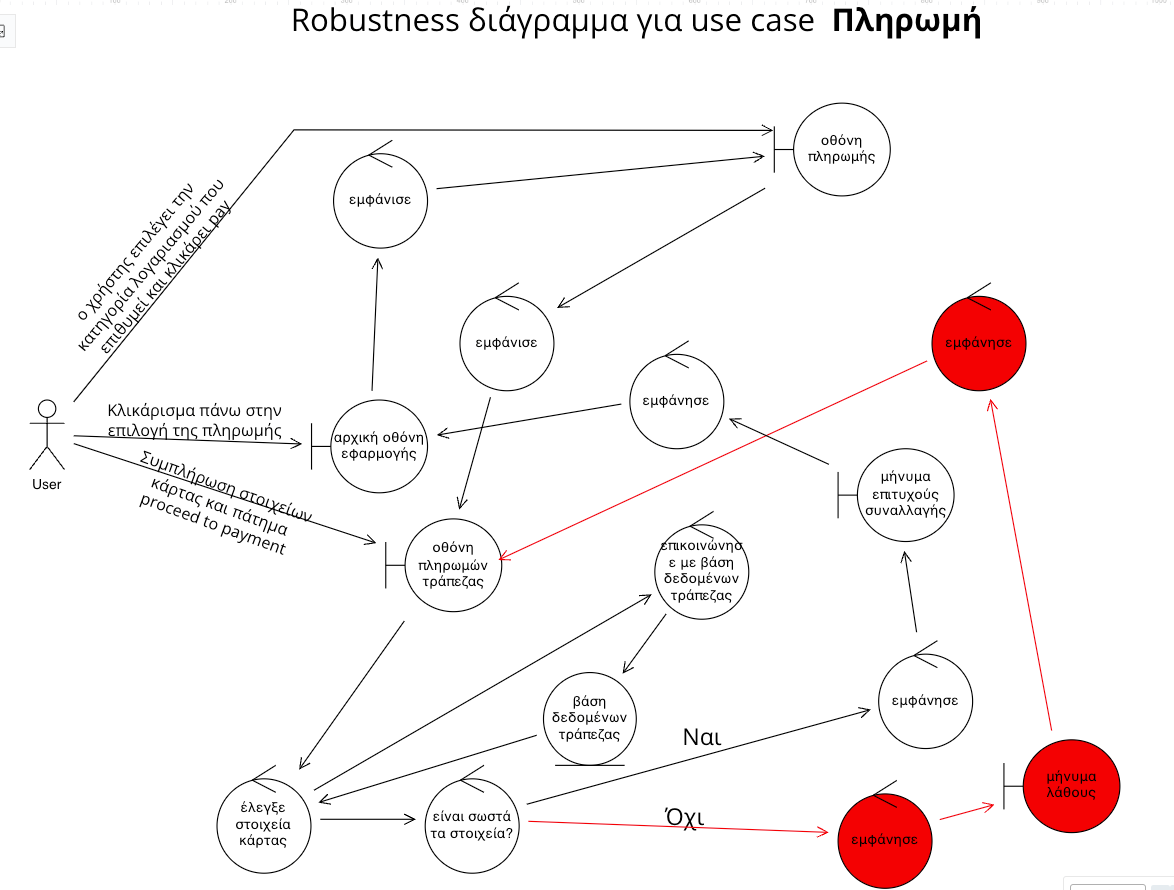 Robustness διάγραμμα για use case Πληρωμή
οθόνη
πληρωμής
εμφάνισε
ο χρήστης επιλέγει την
κατηγορία λογαριασμού που
επιθυμεί και κλικάρει pay
εμφάνισε
εμφάνησε
εμφάνησε
Κλικάρισμα πάνω στην
επιλογή της πληρωμής
αρχική οθόνη
εφαρμογής
User
Συμπλήρωση στοιχείων
κάρτας και πάτημα
proceed to payment
μήνυμα
επιτυχούς
συναλλαγής
οθόνη
πληρωμών
τράπεζας
επικοινώνησ
ε με βάση
δεδομένων
τράπεζας
βάση
δεδομένων
τράπεζας
εμφάνησε
Ναι
μήνυμα
λάθους
έλεγξε
στοιχεία
κάρτας
είναι σωστά
τα στοιχεία?
Όχι
εμφάνησε